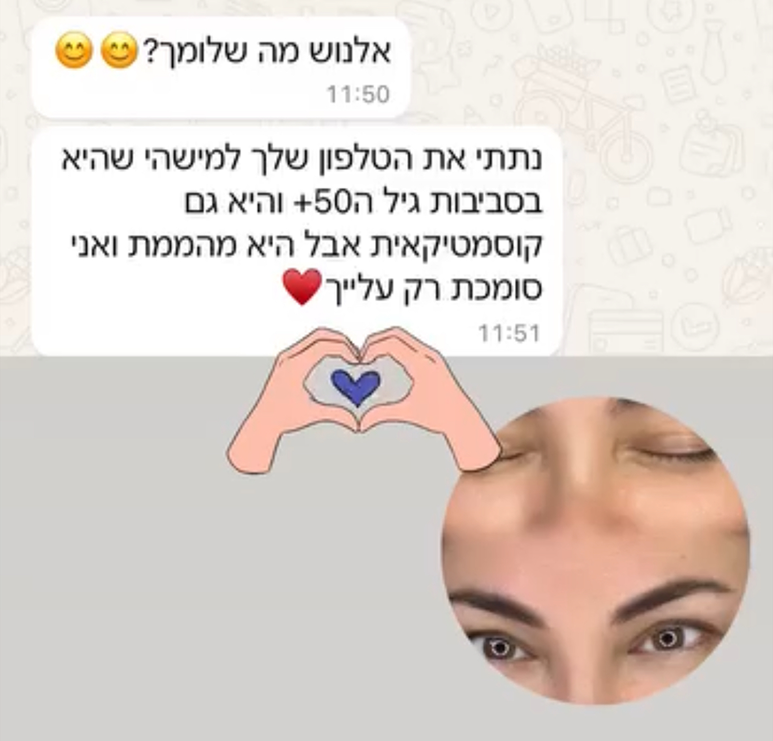 אלנוש מה שלומך?😊😊
11:50
נתתי את הטלפון שלך למישהי שהיא
בסביבות גיל ה50+ והיא גם
קוסמטיקאית אבל היא מהממת ואני
סומכת רק עלייך♥️
11:51